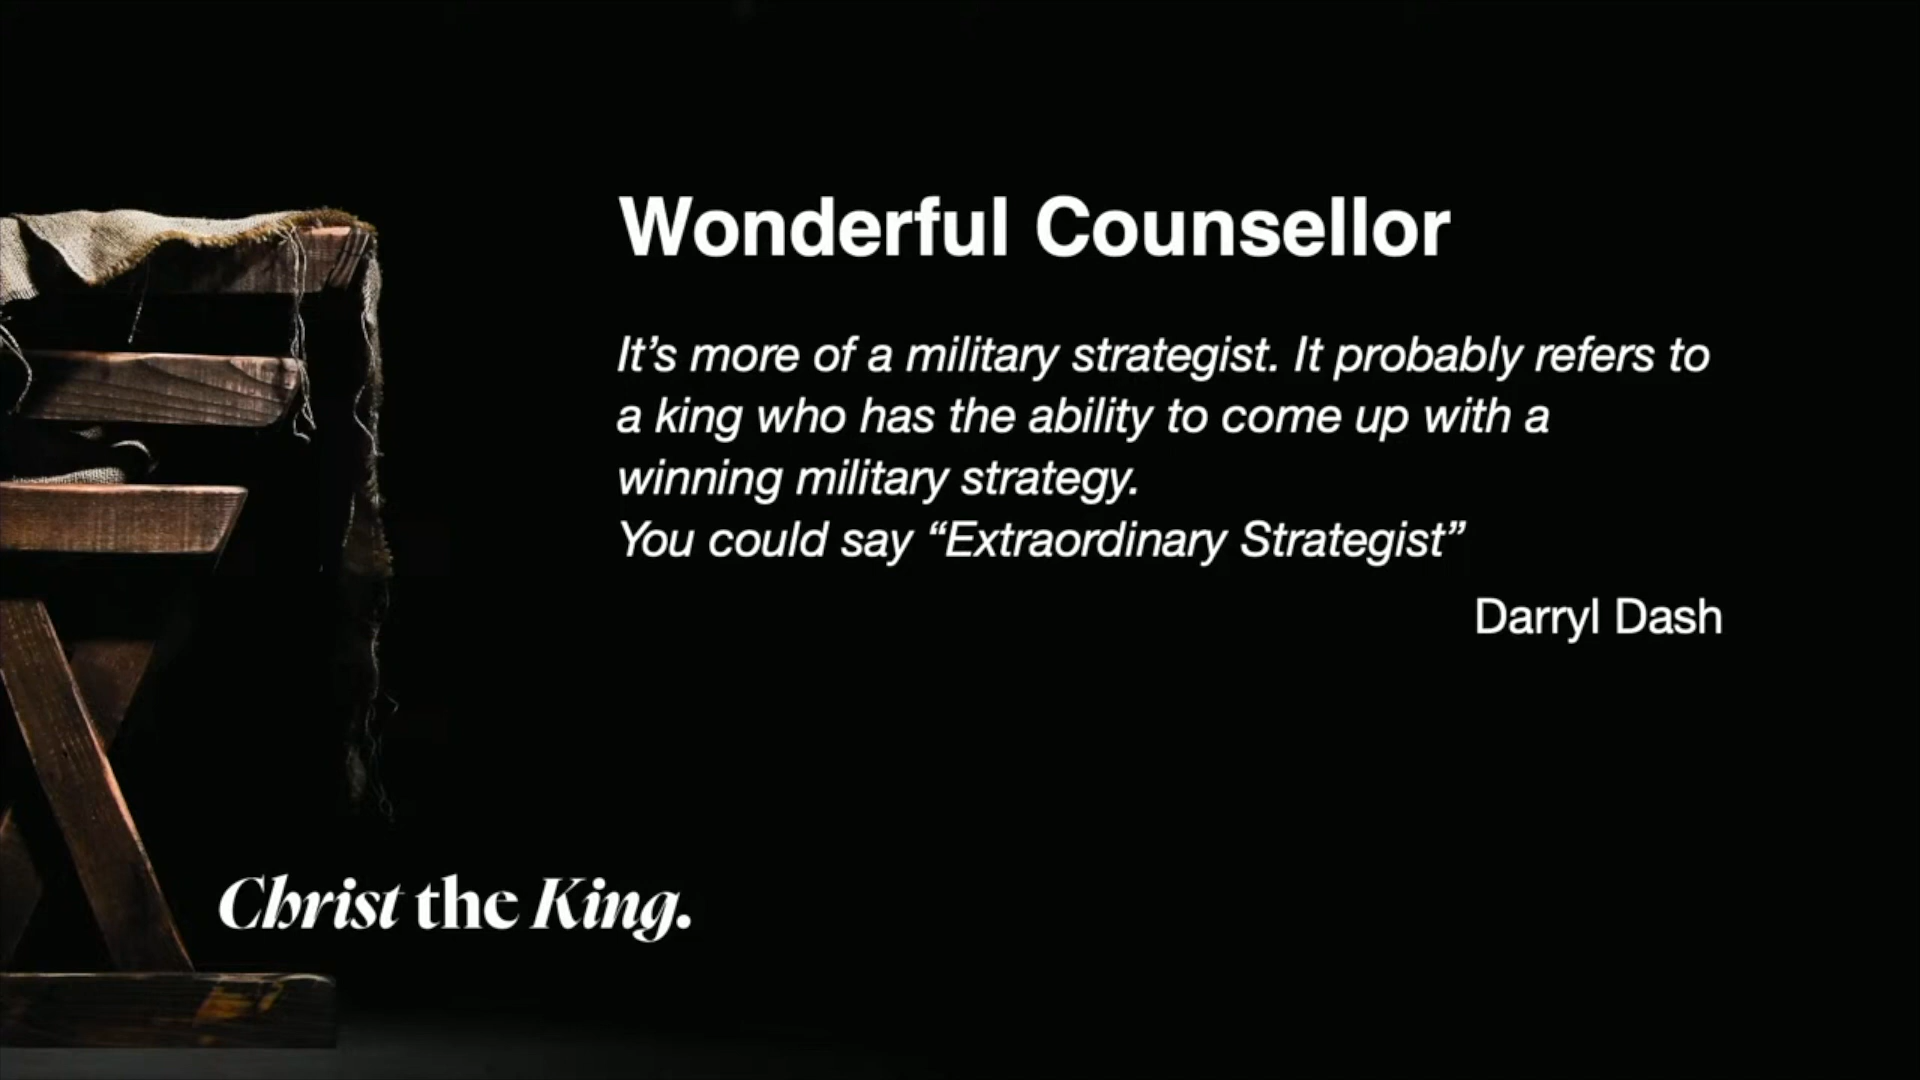 Wonderful Counsellor
It’s more of a military strategist. It probably refers to
a king who has the ability to come up with a
winning military strategy.
You could say “Extraordinary Strategist”
Darryl Dash
Christ the King.